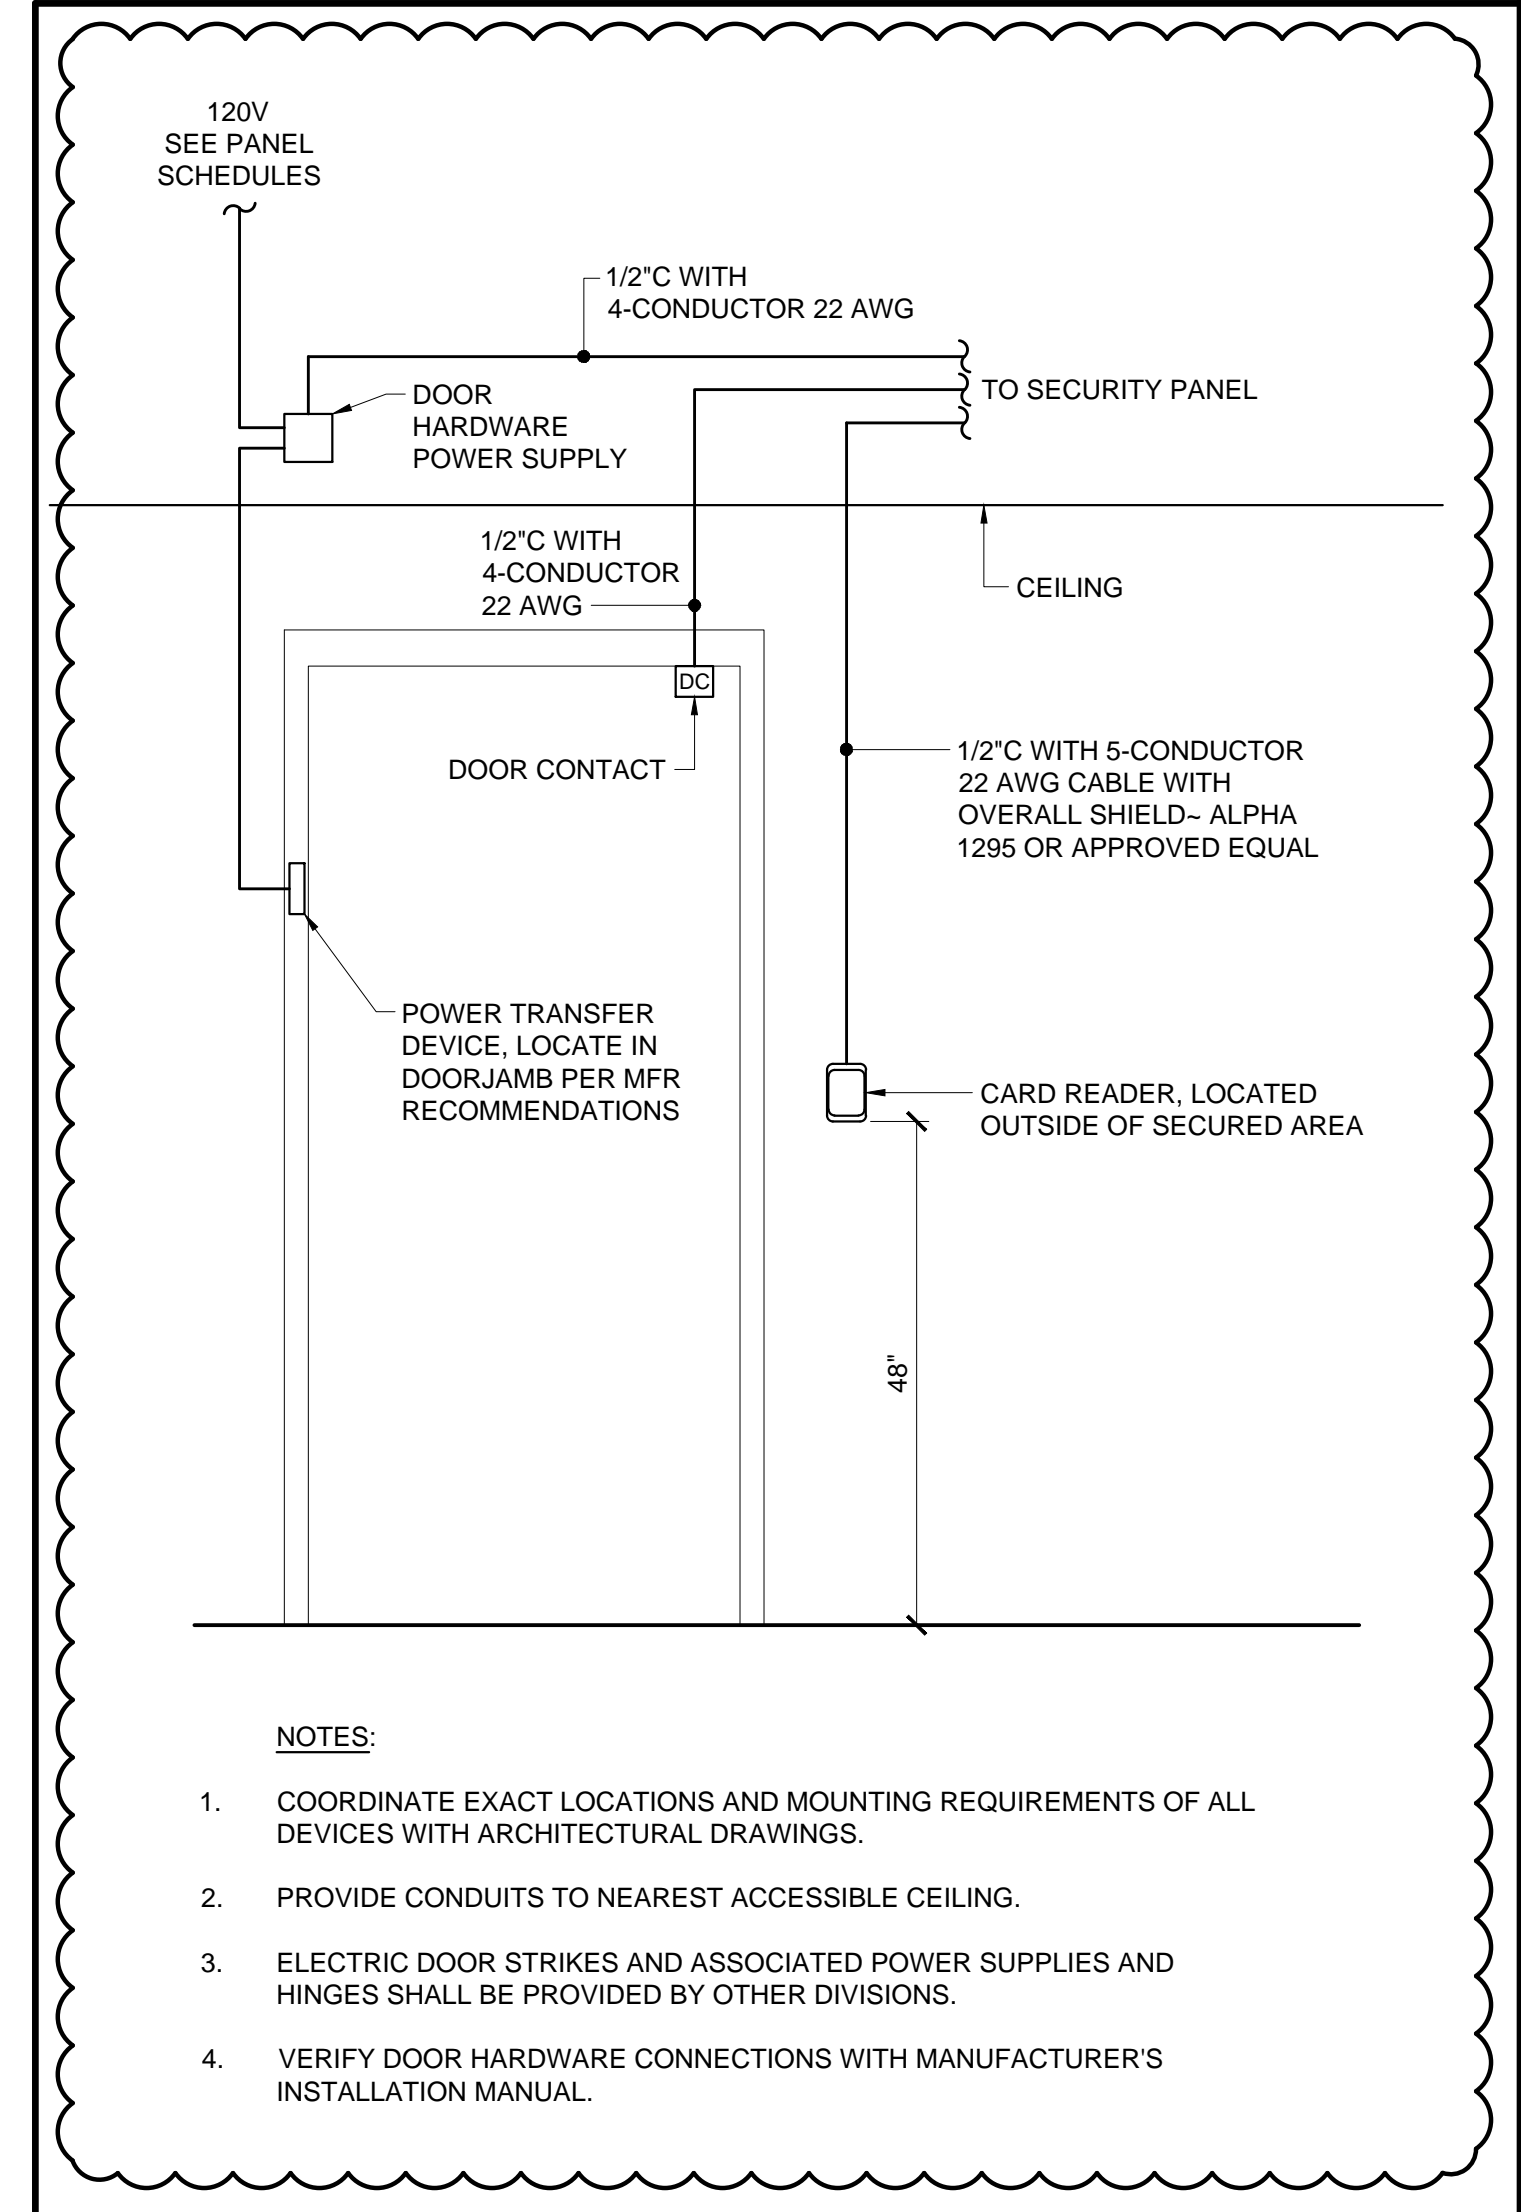 120V
SEE PANEL
SCHEDULES
1/2"C WITH
4-CONDUCTOR 22 AWG
DOOR
HARDWARE
POWER SUPPLY
TO SECURITY PANEL
1/2"C WITH
4-CONDUCTOR
22 AWG
CEILING
DC
DOOR CONTACT
1/2"C WITH 5-CONDUCTOR
22 AWG CABLE WITH
OVERALL SHIELD~ ALPHA
1295 OR APPROVED EQUAL
POWER TRANSFER
DEVICE, LOCATE IN
DOORJAMB PER MFR
RECOMMENDATIONS
CARD READER, LOCATED
OUTSIDE OF SECURED AREA
48"
NOTES:
1. COORDINATE EXACT LOCATIONS AND MOUNTING REQUIREMENTS OF ALL
DEVICES WITH ARCHITECTURAL DRAWINGS.
2. PROVIDE CONDUITS TO NEAREST ACCESSIBLE CEILING.
3. ELECTRIC DOOR STRIKES AND ASSOCIATED POWER SUPPLIES AND
HINGES SHALL BE PROVIDED BY OTHER DIVISIONS.
4. VERIFY DOOR HARDWARE CONNECTIONS WITH MANUFACTURER'S
INSTALLATION MANUAL.